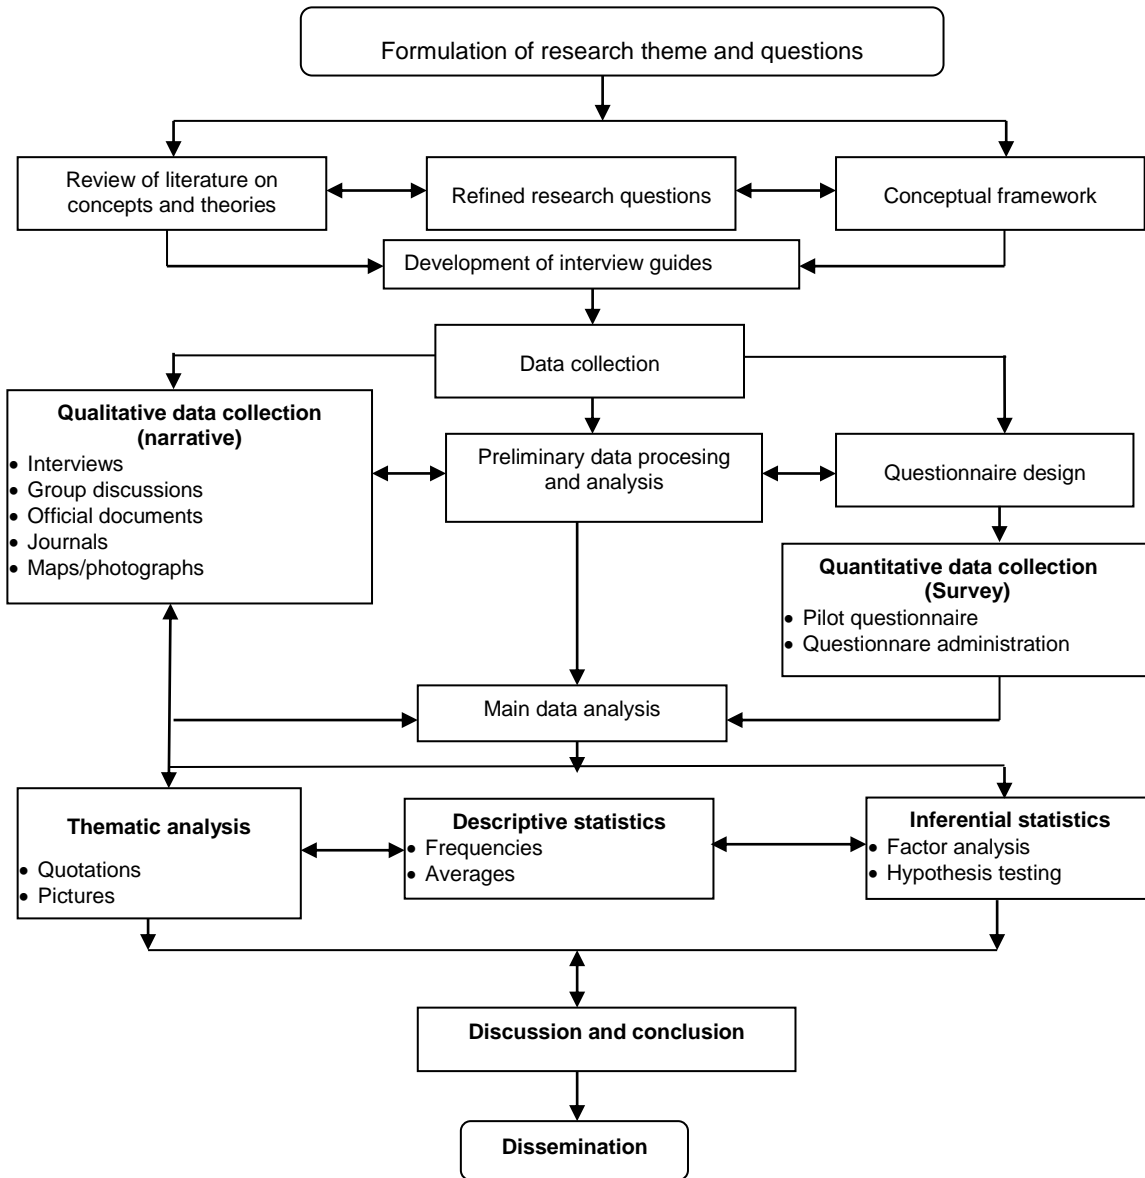 Formulation of research theme and questions
Review of literature on
concepts and theories
Refined research questions
Conceptual framework
Development of interview guides
Data collection
Qualitative data collection
(narrative)
• Interviews
• Group discussions
• Official documents
• Journals
• Maps/photographs
Preliminary data procesing
and analysis
Questionnaire design
Quantitative data collection
(Survey)
• Pilot questionnaire
• Questionnare administration
Main data analysis
Thematic analysis
• Quotations
• Pictures
Descriptive statistics
• Frequencies
• Averages
Inferential statistics
• Factor analysis
• Hypothesis testing
Discussion and conclusion
Dissemination